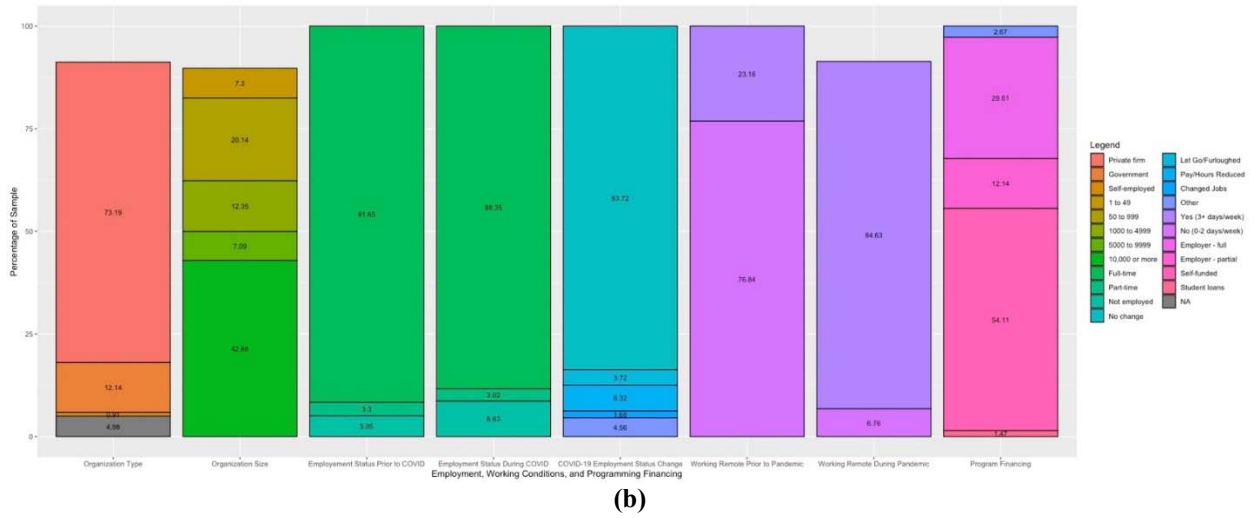 100
75
50
25
0
Percentage of Sample
73.19
12.14
0.91
4.98
7.3
20.14
12.35
7.09
42.88
91.65
3.3
5.05
88.35
3.02
8.63
83.72
3.72
6.32
1.68
4.56
23.16
76.84
84.63
6.76
2.67
29.61
12.14
54.11
1.47
Organization Type
Organization Size
Employement Status Prior to COVID
Employment Status During COVID
COVID-19 Employment Status Change
Working Remote Prior to Pandemic
Working Remote During Pandemic
Program Financing
Employment, Working Conditions, and Programming Financing
Legend
Private firm
Government
Self-employed
1 to 49
50 to 999
1000 to 4999
5000 to 9999
10,000 or more
Full-time
Part-time
Not employed
No change
Let Go/Furloughed
Pay/Hours Reduced
Changed Jobs
Other
Yes (3+ days/week)
No (0-2 days/week)
Employer - full
Employer - partial
Self-funded
Student loans
NA
(b)